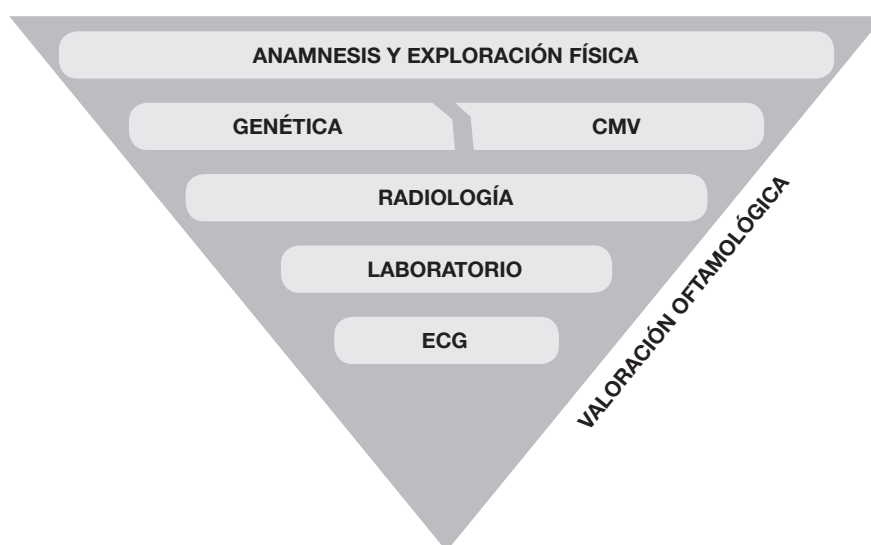 ANAMNESIS Y EXPLORACIÓN FÍSICA
GENÉTICA
CMV
RADIOLOGÍA
LABORATORIO
ECG
VALORACIÓN OFTAMOLÓGICA